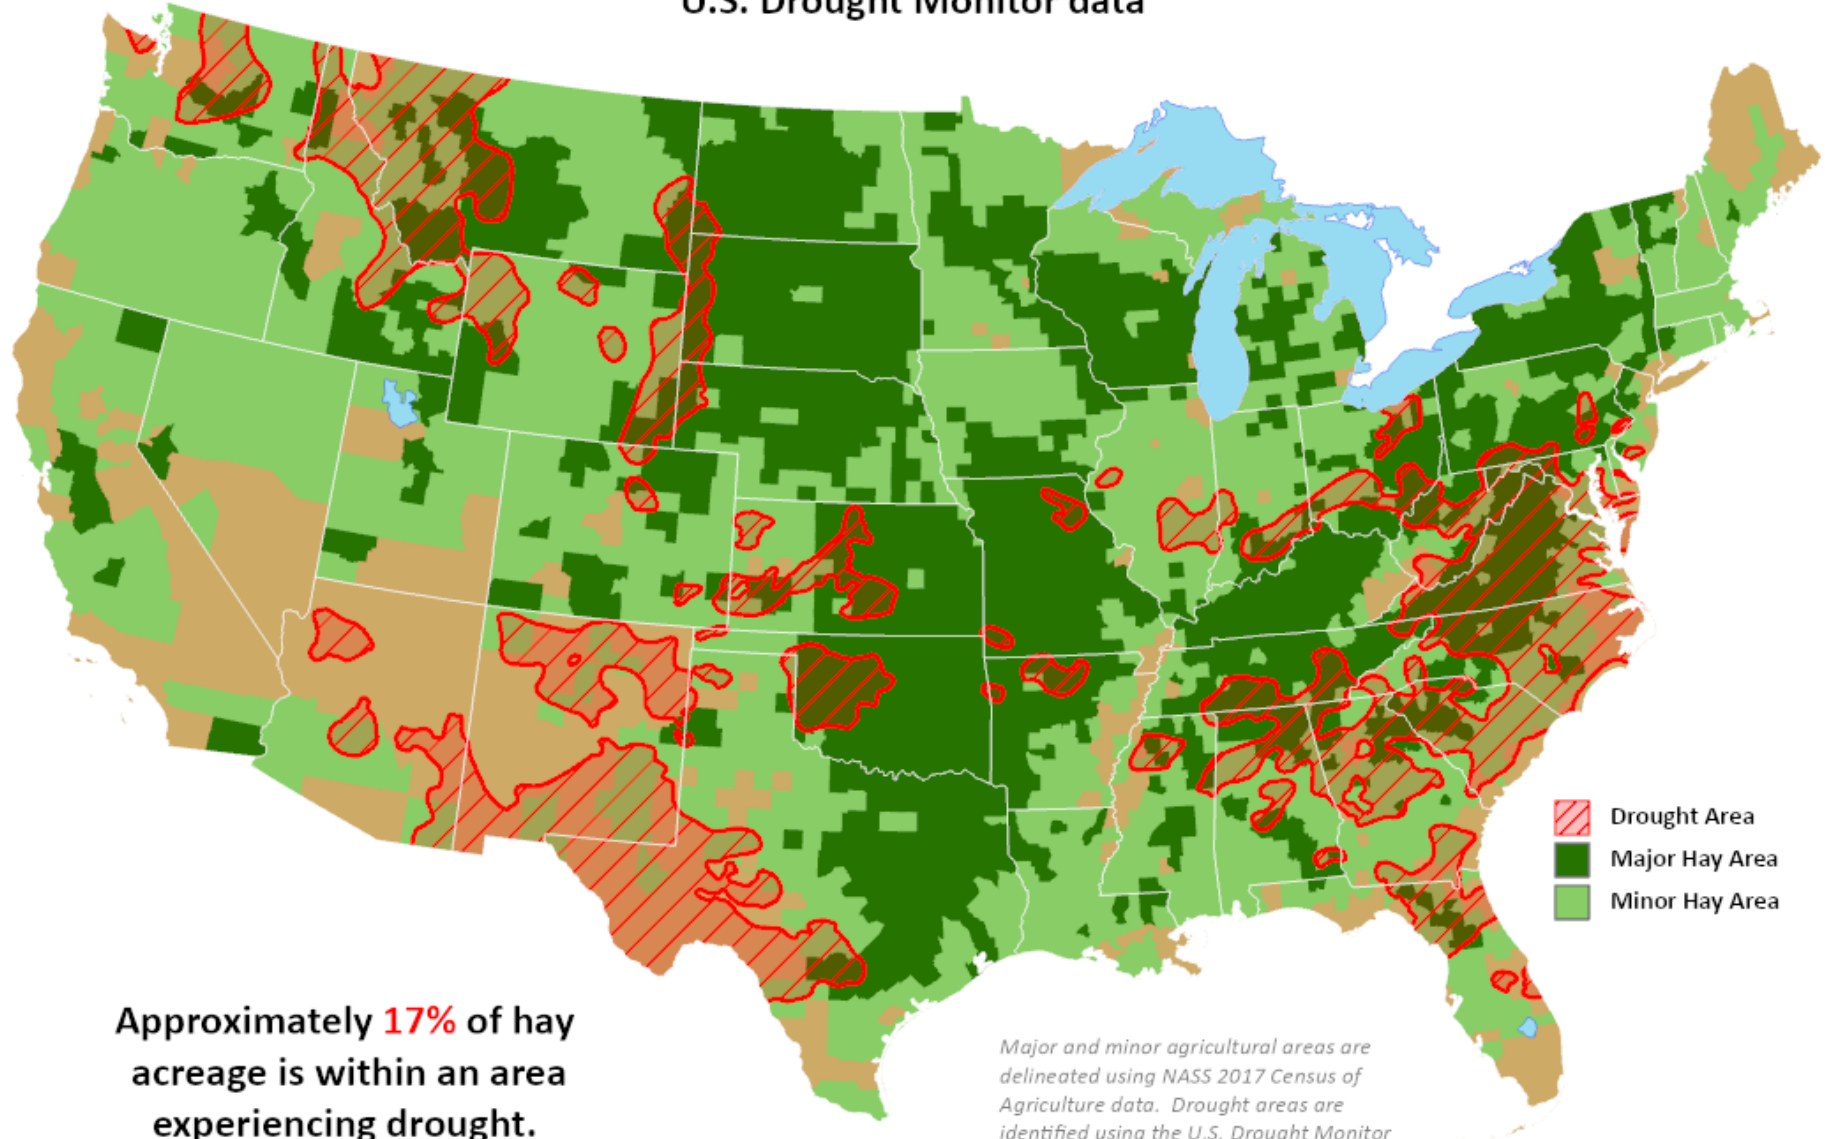 U.S. Drought Monitor data
Drought Area
Major Hay Area
Minor Hay Area
Approximately 17% of hay
acreage is within an area
experiencing drought.
Major and minor agricultural areas are
delineated using NASS 2017 Census of
Agriculture data. Drought areas are
identified using the U.S. Drought Monitor